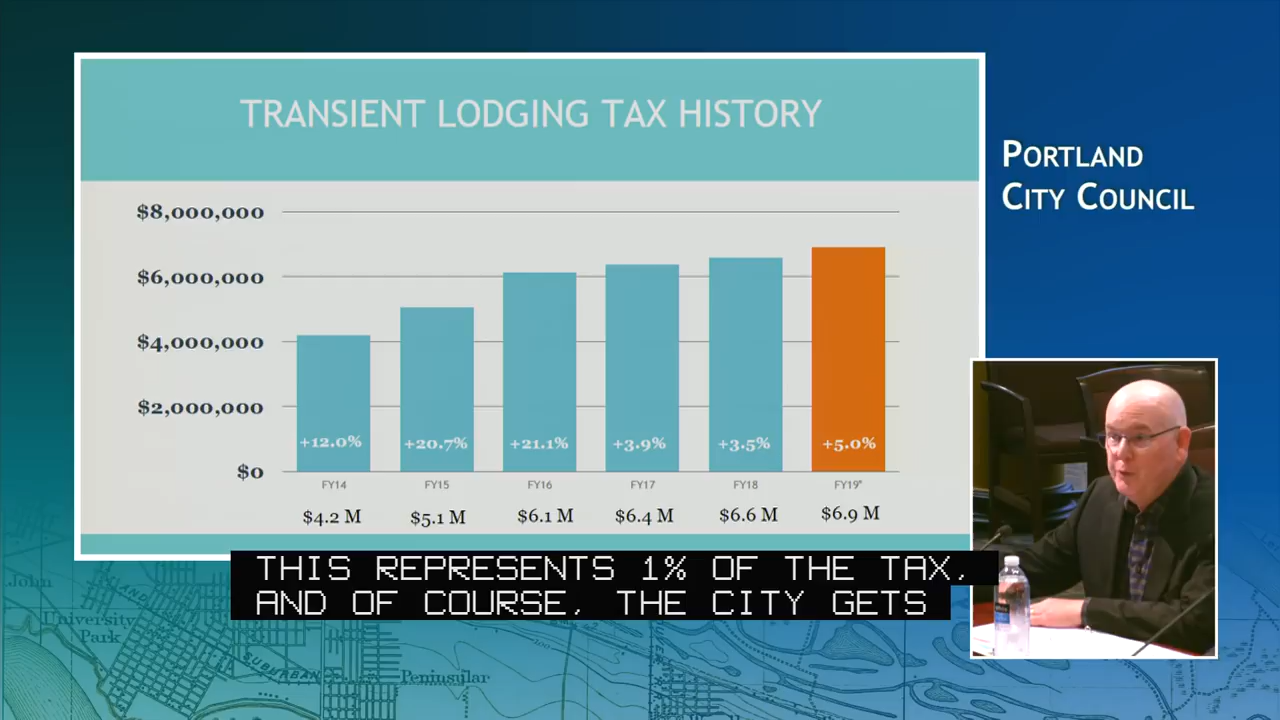 TRANSIENT LODGING TAX HISTORY
PORTLAND
CITY COUNCIL
$8,000,000
$6,000,000
$4,000,000
$2,000,000
$0
+12.0% +20.7% +21.1% +3.9% +3.5% +5.0%
FY14 FY15 FY16 FY17 FY18 FY19*
$4.2 M $5.1 M $6.1 M $6.4 M $6.6 M $6.9 M
THIS REPRESENTS 1% OF THE TAX,
AND OF COURSE, THE CITY GETS
John
University
Park
SUBURBAN
Peninsular